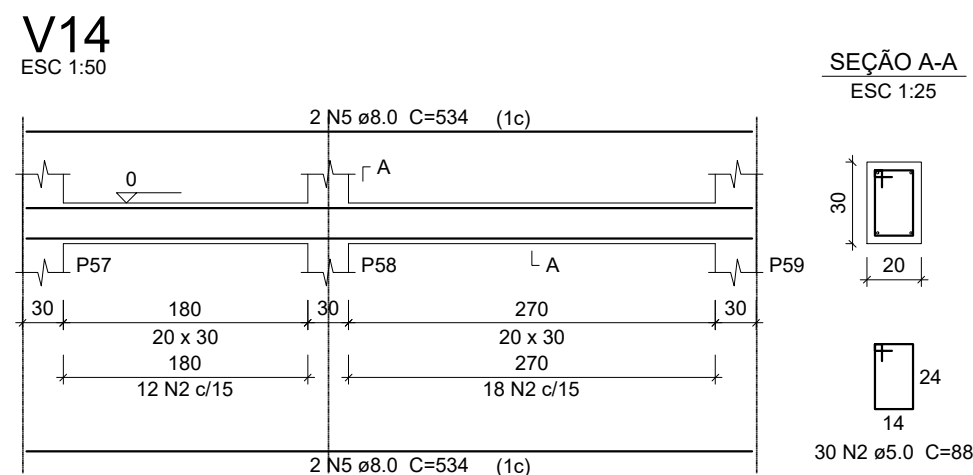 V14
ESC 1:50
SEÇÃO A-A
ESC 1:25
2 N5 ø8.0 C=534 (1c)
A
0
30
20
P57
P58
A
P59
30
180
30
270
30
20 x 30
20 x 30
180
270
12 N2 c/15
18 N2 c/15
24
14
30 N2 ø5.0 C=88
2 N5 ø8.0 C=534 (1c)